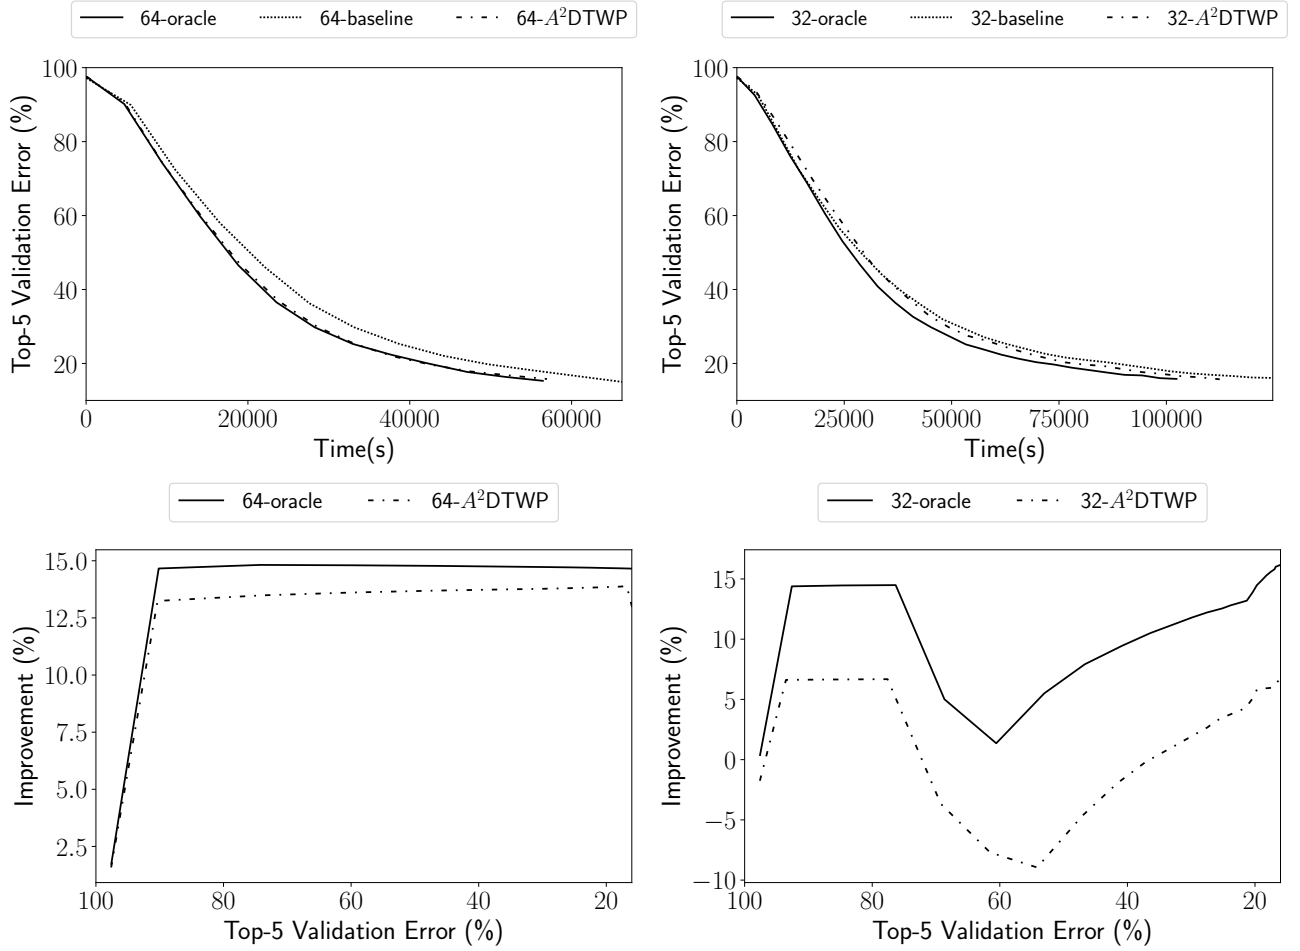 64-oracle 64-baseline 64-A²DTWP
100
80
60
40
20
Top-5 Validation Error (%)
0 20000 40000 60000
Time(s)
32-oracle 32-baseline 32-A²DTWP
100
80
60
40
20
Top-5 Validation Error (%)
0 25000 50000 75000 100000
Time(s)
64-oracle 64-A²DTWP
15.0
12.5
10.0
7.5
5.0
2.5
Improvement (%)
100 80 60 40 20
Top-5 Validation Error (%)
32-oracle 32-A²DTWP
15
10
5
0
−5
−10
Improvement (%)
100 80 60 40 20
Top-5 Validation Error (%)